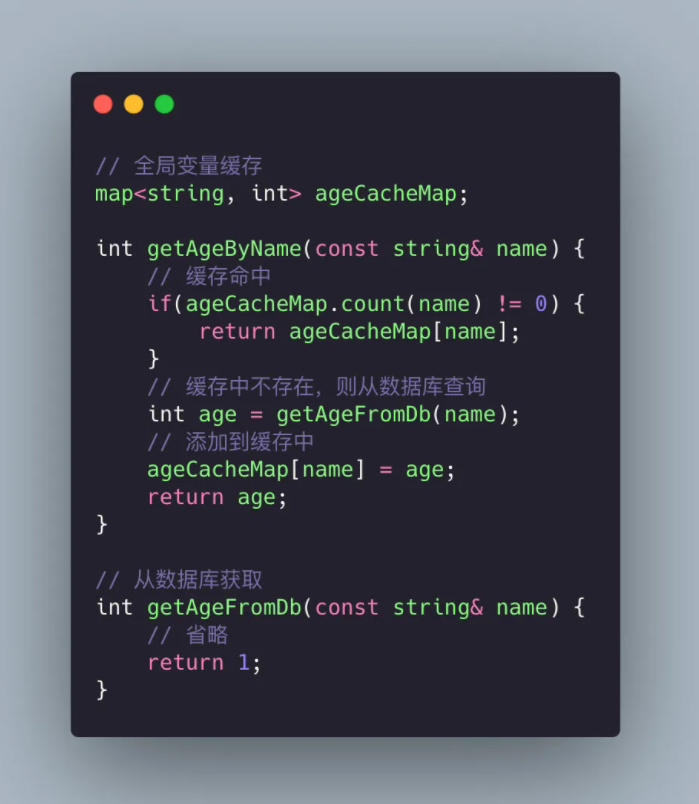 // 全局变量缓存
map<string, int> ageCacheMap;
int getAgeByName(const string& name) {
    // 缓存命中
    if(ageCacheMap.count(name) != 0) {
        return ageCacheMap[name];
    }
    // 缓存中不存在，则从数据库查询
    int age = getAgeFromDb(name);
    // 添加到缓存中
    ageCacheMap[name] = age;
    return age;
}
// 从数据库获取
int getAgeFromDb(const string& name) {
    // 省略
    return 1;
}